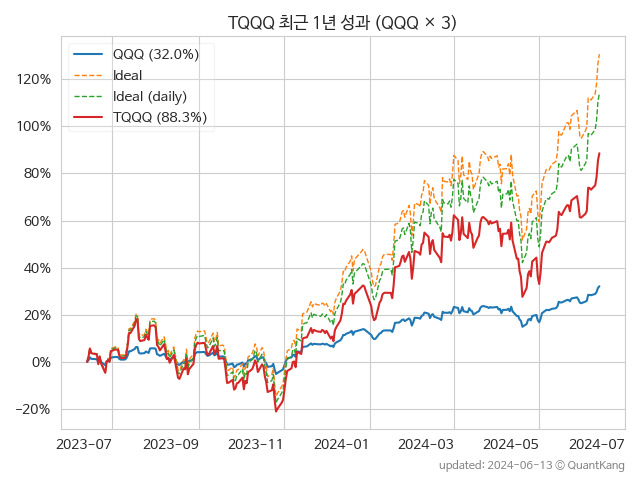 TQQQ 최근 1년 성과 (QQQ × 3)
QQQ (32.0%)
Ideal
Ideal (daily)
TQQQ (88.3%)
120%
100%
80%
60%
40%
20%
0%
−20%
2023-07 2023-09 2023-11 2024-01 2024-03 2024-05 2024-07
updated: 2024-06-13 © QuantKang